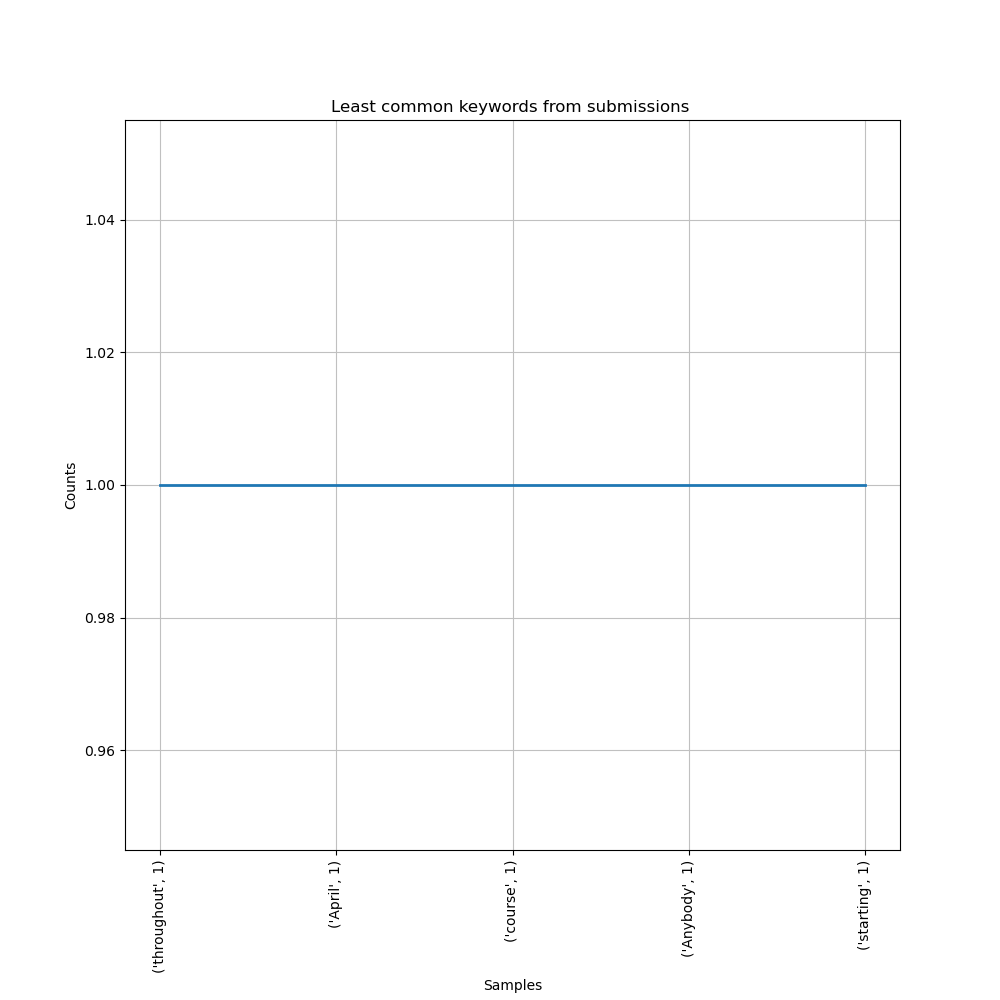 Least common keywords from submissions
1.04
1.02
1.00
0.98
0.96
Counts
('throughout', 1)
('April', 1)
('course', 1)
('Anybody', 1)
('starting', 1)
Samples